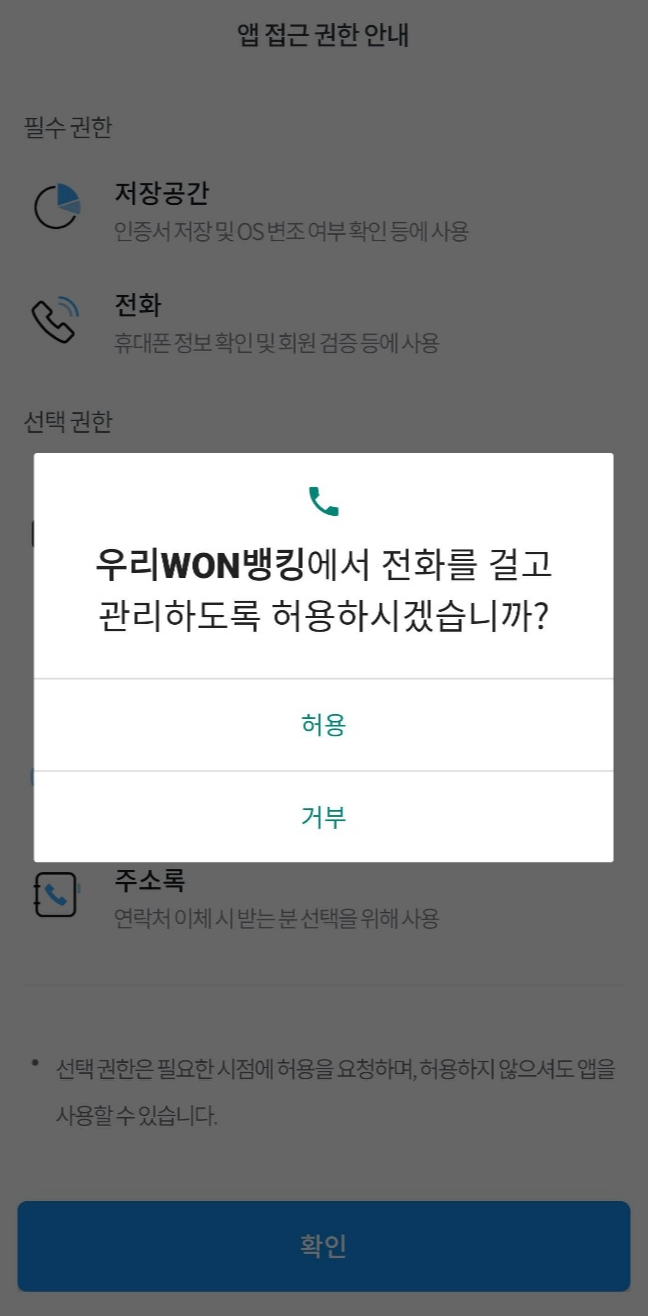 앱 접근 권한 안내
필수 권한
저장공간
인증서 저장 및 OS 변조 여부 확인 등에 사용
전화
휴대폰 정보 확인 및 회원 검증 등에 사용
선택 권한
우리WON뱅킹에서 전화를 걸고
관리하도록 허용하시겠습니까?
허용
거부
주소록
연락처 이체 시 받는 분 선택을 위해 사용
• 선택 권한은 필요한 시점에 허용을 요청하며, 허용하지 않으셔도 앱을
사용할 수 있습니다.
확인